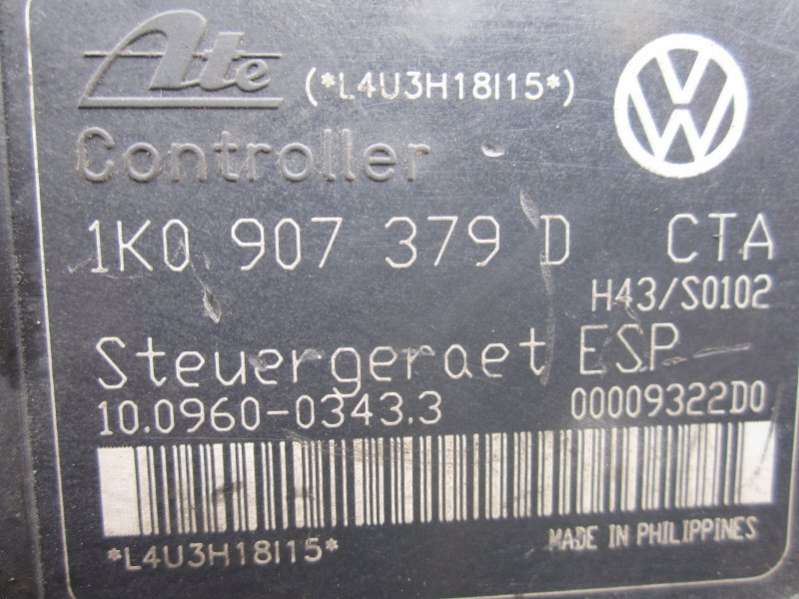 Ate (*L4U3H18I15*)
Controller
1K0 907 379 D CTA
H43/S0102
Steuergeraet ESP
10.0960-0343.3 00009322D0
*L4U3H18I15* MADE IN PHILIPPINES